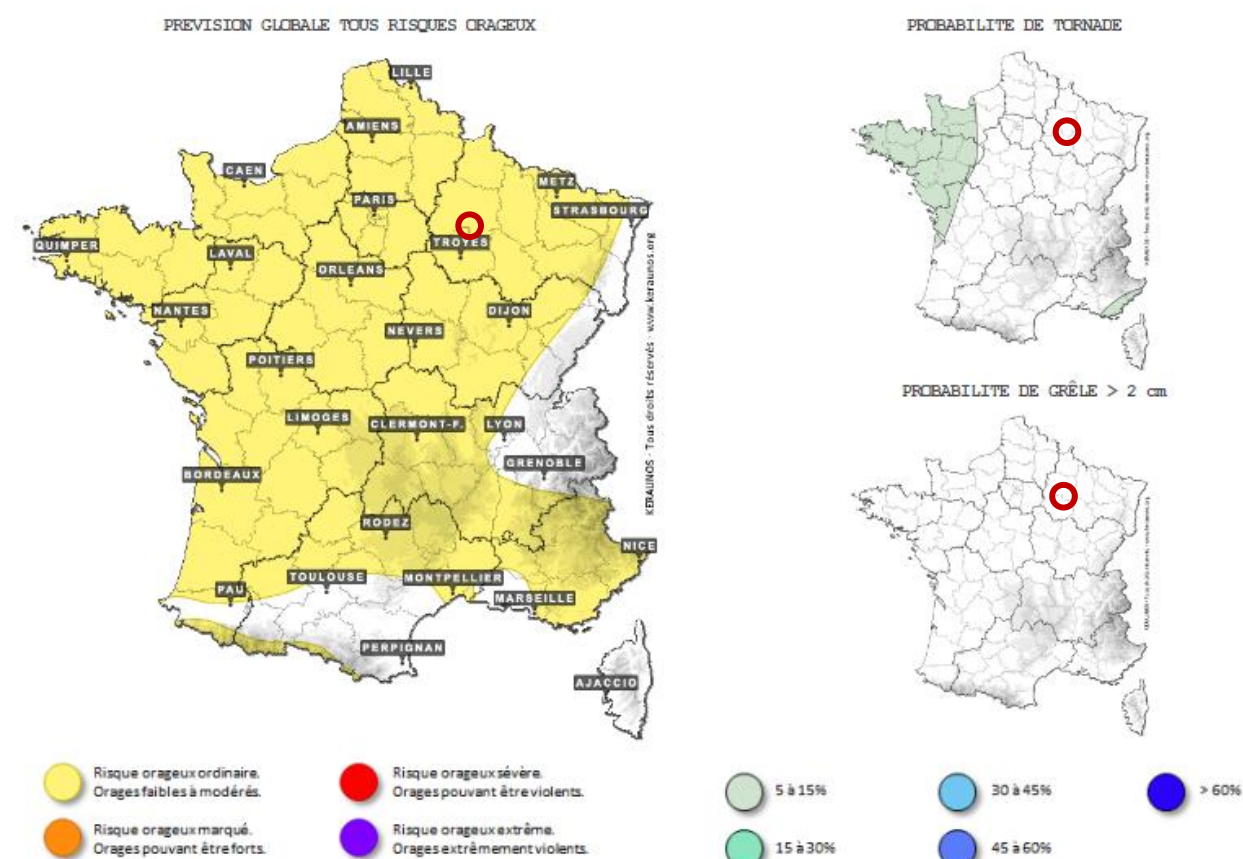 PREVISION GLOBALE TOUS RISQUES ORAGEUX
LILLE
AMIENS
CAEN
METZ
PARIS
STRASBOURG
QUIMPER
LAVAL
TROYES
ORLEANS
NANTES
DIJON
NEVERS
POITIERS
LIMOGES
CLERMONT-F.
LYON
GRENOBLE
BORDEAUX
RODEZ
NICE
TOULOUSE
MONTPELLIER
PAU
MARSEILLE
PERPIGNAN
AJACCIO
KERAUNOS - Tous droits réservés - www.keraunos.org
Risque orageux ordinaire.
Orages faibles à modérés.
Risque orageux marqué.
Orages pouvant être forts.
Risque orageux sévère.
Orages pouvant être violents.
Risque orageux extrême.
Orages extrêmement violents.
PROBABILITE DE TORNADE
PROBABILITE DE GRÊLE > 2 cm
5 à 15%
15 à 30%
30 à 45%
45 à 60%
> 60%